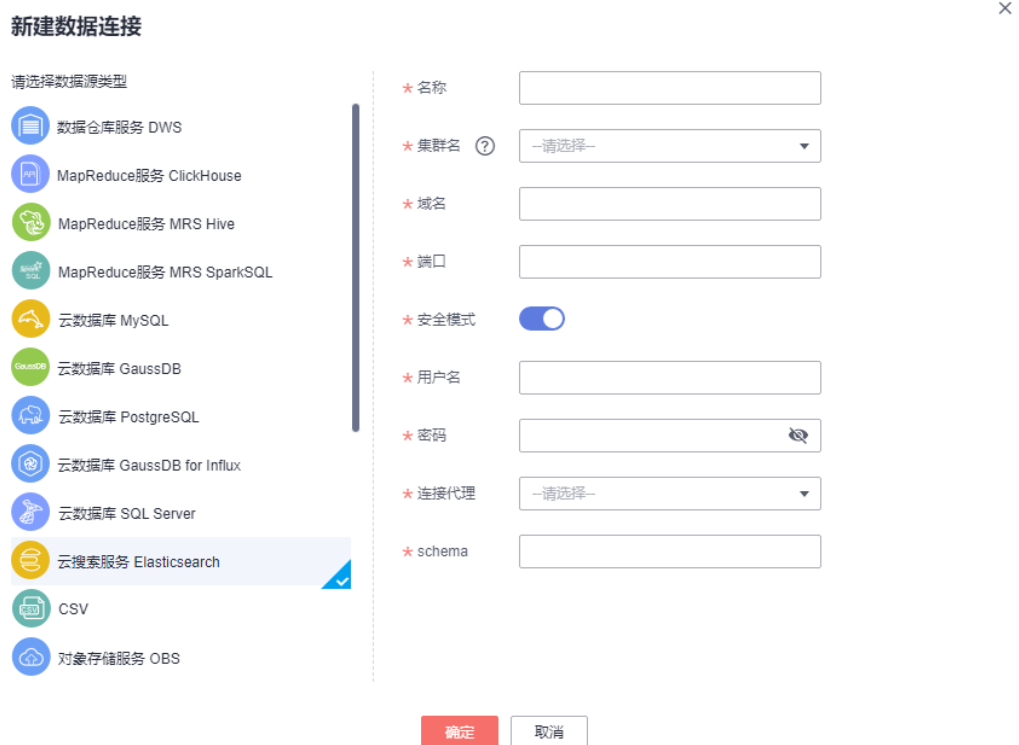 新建数据连接
请选择数据源类型
数据仓库服务 DWS
API
MapReduce服务 ClickHouse
MapReduce服务 MRS Hive
SQL
MapReduce服务 MRS SparkSQL
云数据库 MySQL
GaussDB
云数据库 GaussDB
云数据库 PostgreSQL
云数据库 GaussDB for Influx
云数据库 SQL Server
云搜索服务 Elasticsearch
CSV
CSV
对象存储服务 OBS
* 名称
* 集群名 ?
--请选择--
* 域名
* 端口
* 安全模式
* 用户名
* 密码
* 连接代理
--请选择--
* schema
确定
取消